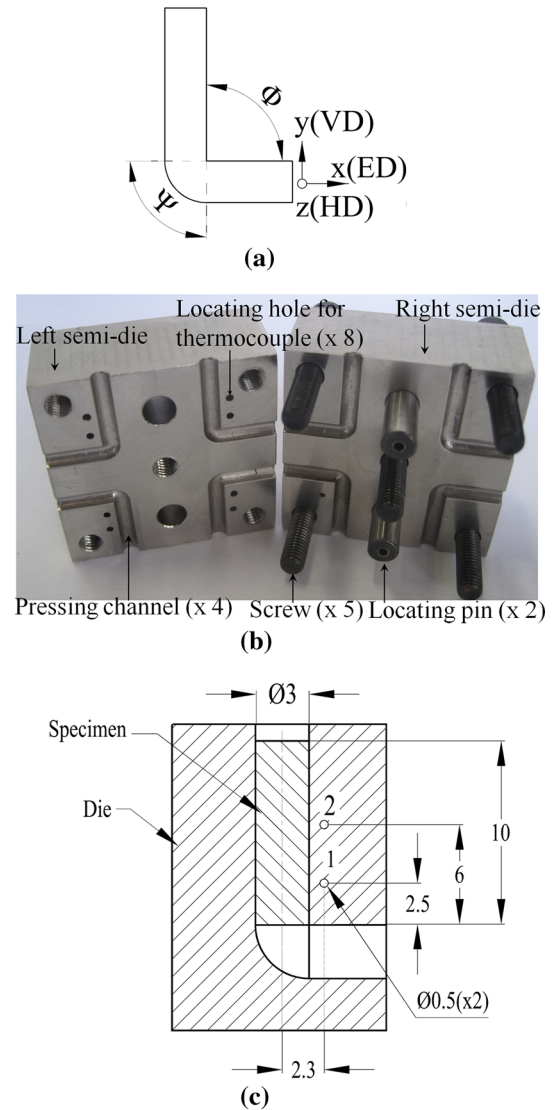 Φ
y(VD)
x(ED)
z(HD)
Ψ
(a)
Left semi-die
Locating hole for
thermocouple (x 8)
Right semi-die
Pressing channel (x 4)
Screw (x 5)
Locating pin (x 2)
(b)
Ø3
Specimen
Die
2
1
10
6
2.5
Ø0.5(x2)
2.3
(c)